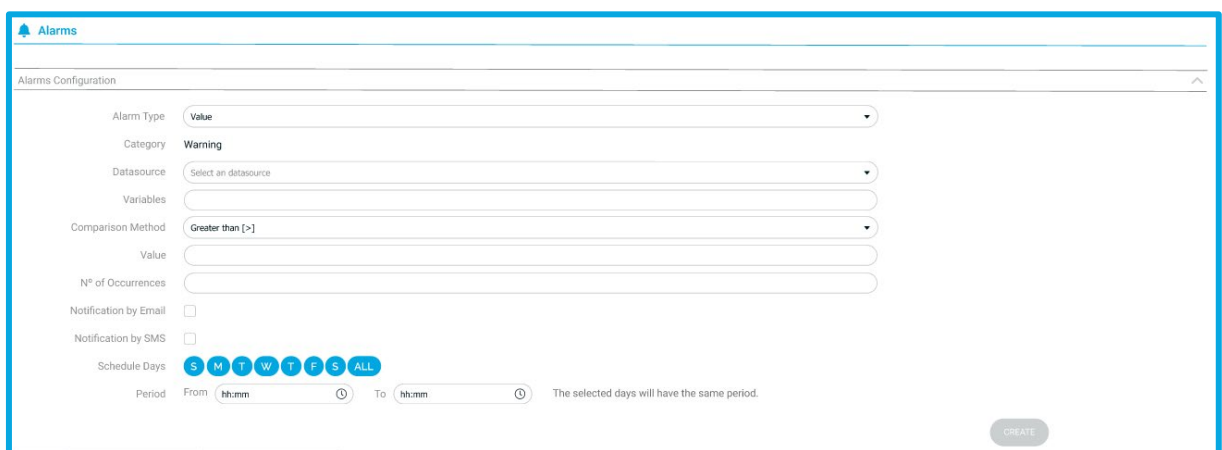 Alarms
Alarms Configuration
Alarm Type Value
Category Warning
Datasource Select an datasource
Variables
Comparison Method Greater than [>]
Value
Nº of Occurrences
Notification by Email
Notification by SMS
Schedule Days S M T W T F S ALL
Period From hh:mm To hh:mm The selected days will have the same period.
CREATE